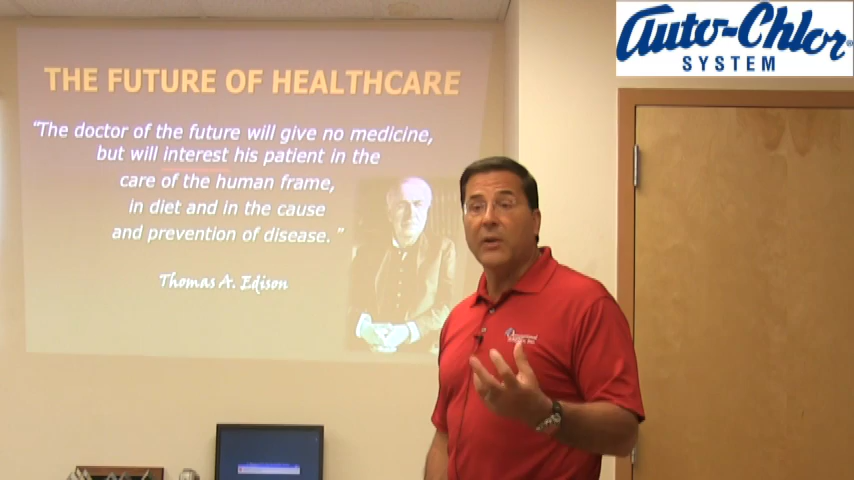 Auto-Chlor
SYSTEM
THE FUTURE OF HEALTHCARE
“The doctor of the future will give no medicine,
but will interest his patient in the
care of the human frame,
in diet and in the cause
and prevention of disease.”
Thomas A. Edison